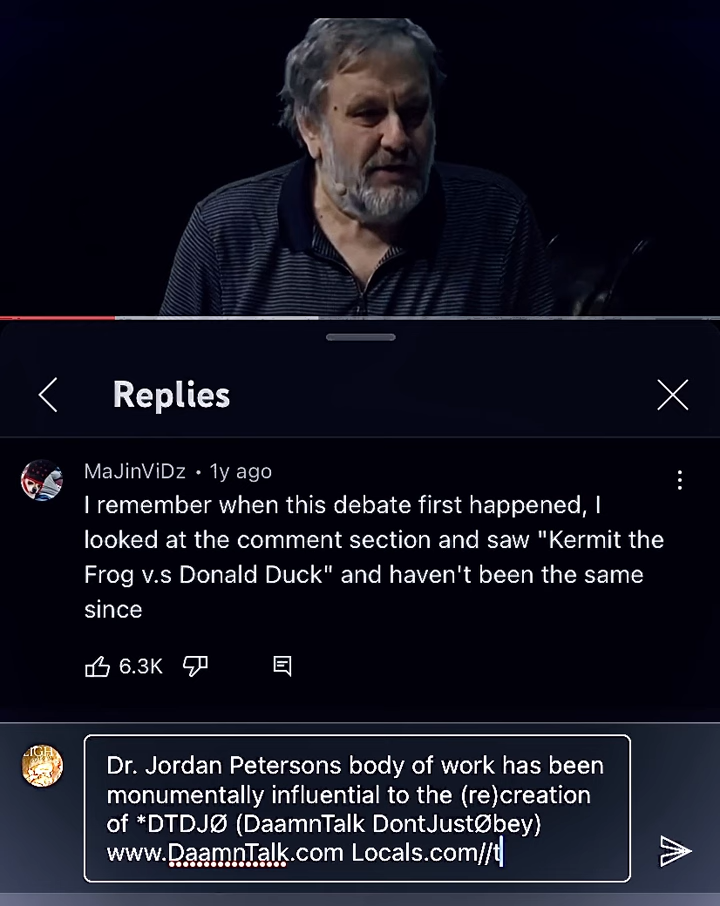 Replies
MaJinViDz • 1y ago
I remember when this debate first happened, I
looked at the comment section and saw "Kermit the
Frog v.s Donald Duck" and haven't been the same
since
6.3K
Dr. Jordan Petersons body of work has been
monumentally influential to the (re)creation
of *DTDJØ (DaamnTalk DontJustØbey)
www.DaamnTalk.com Locals.com//t